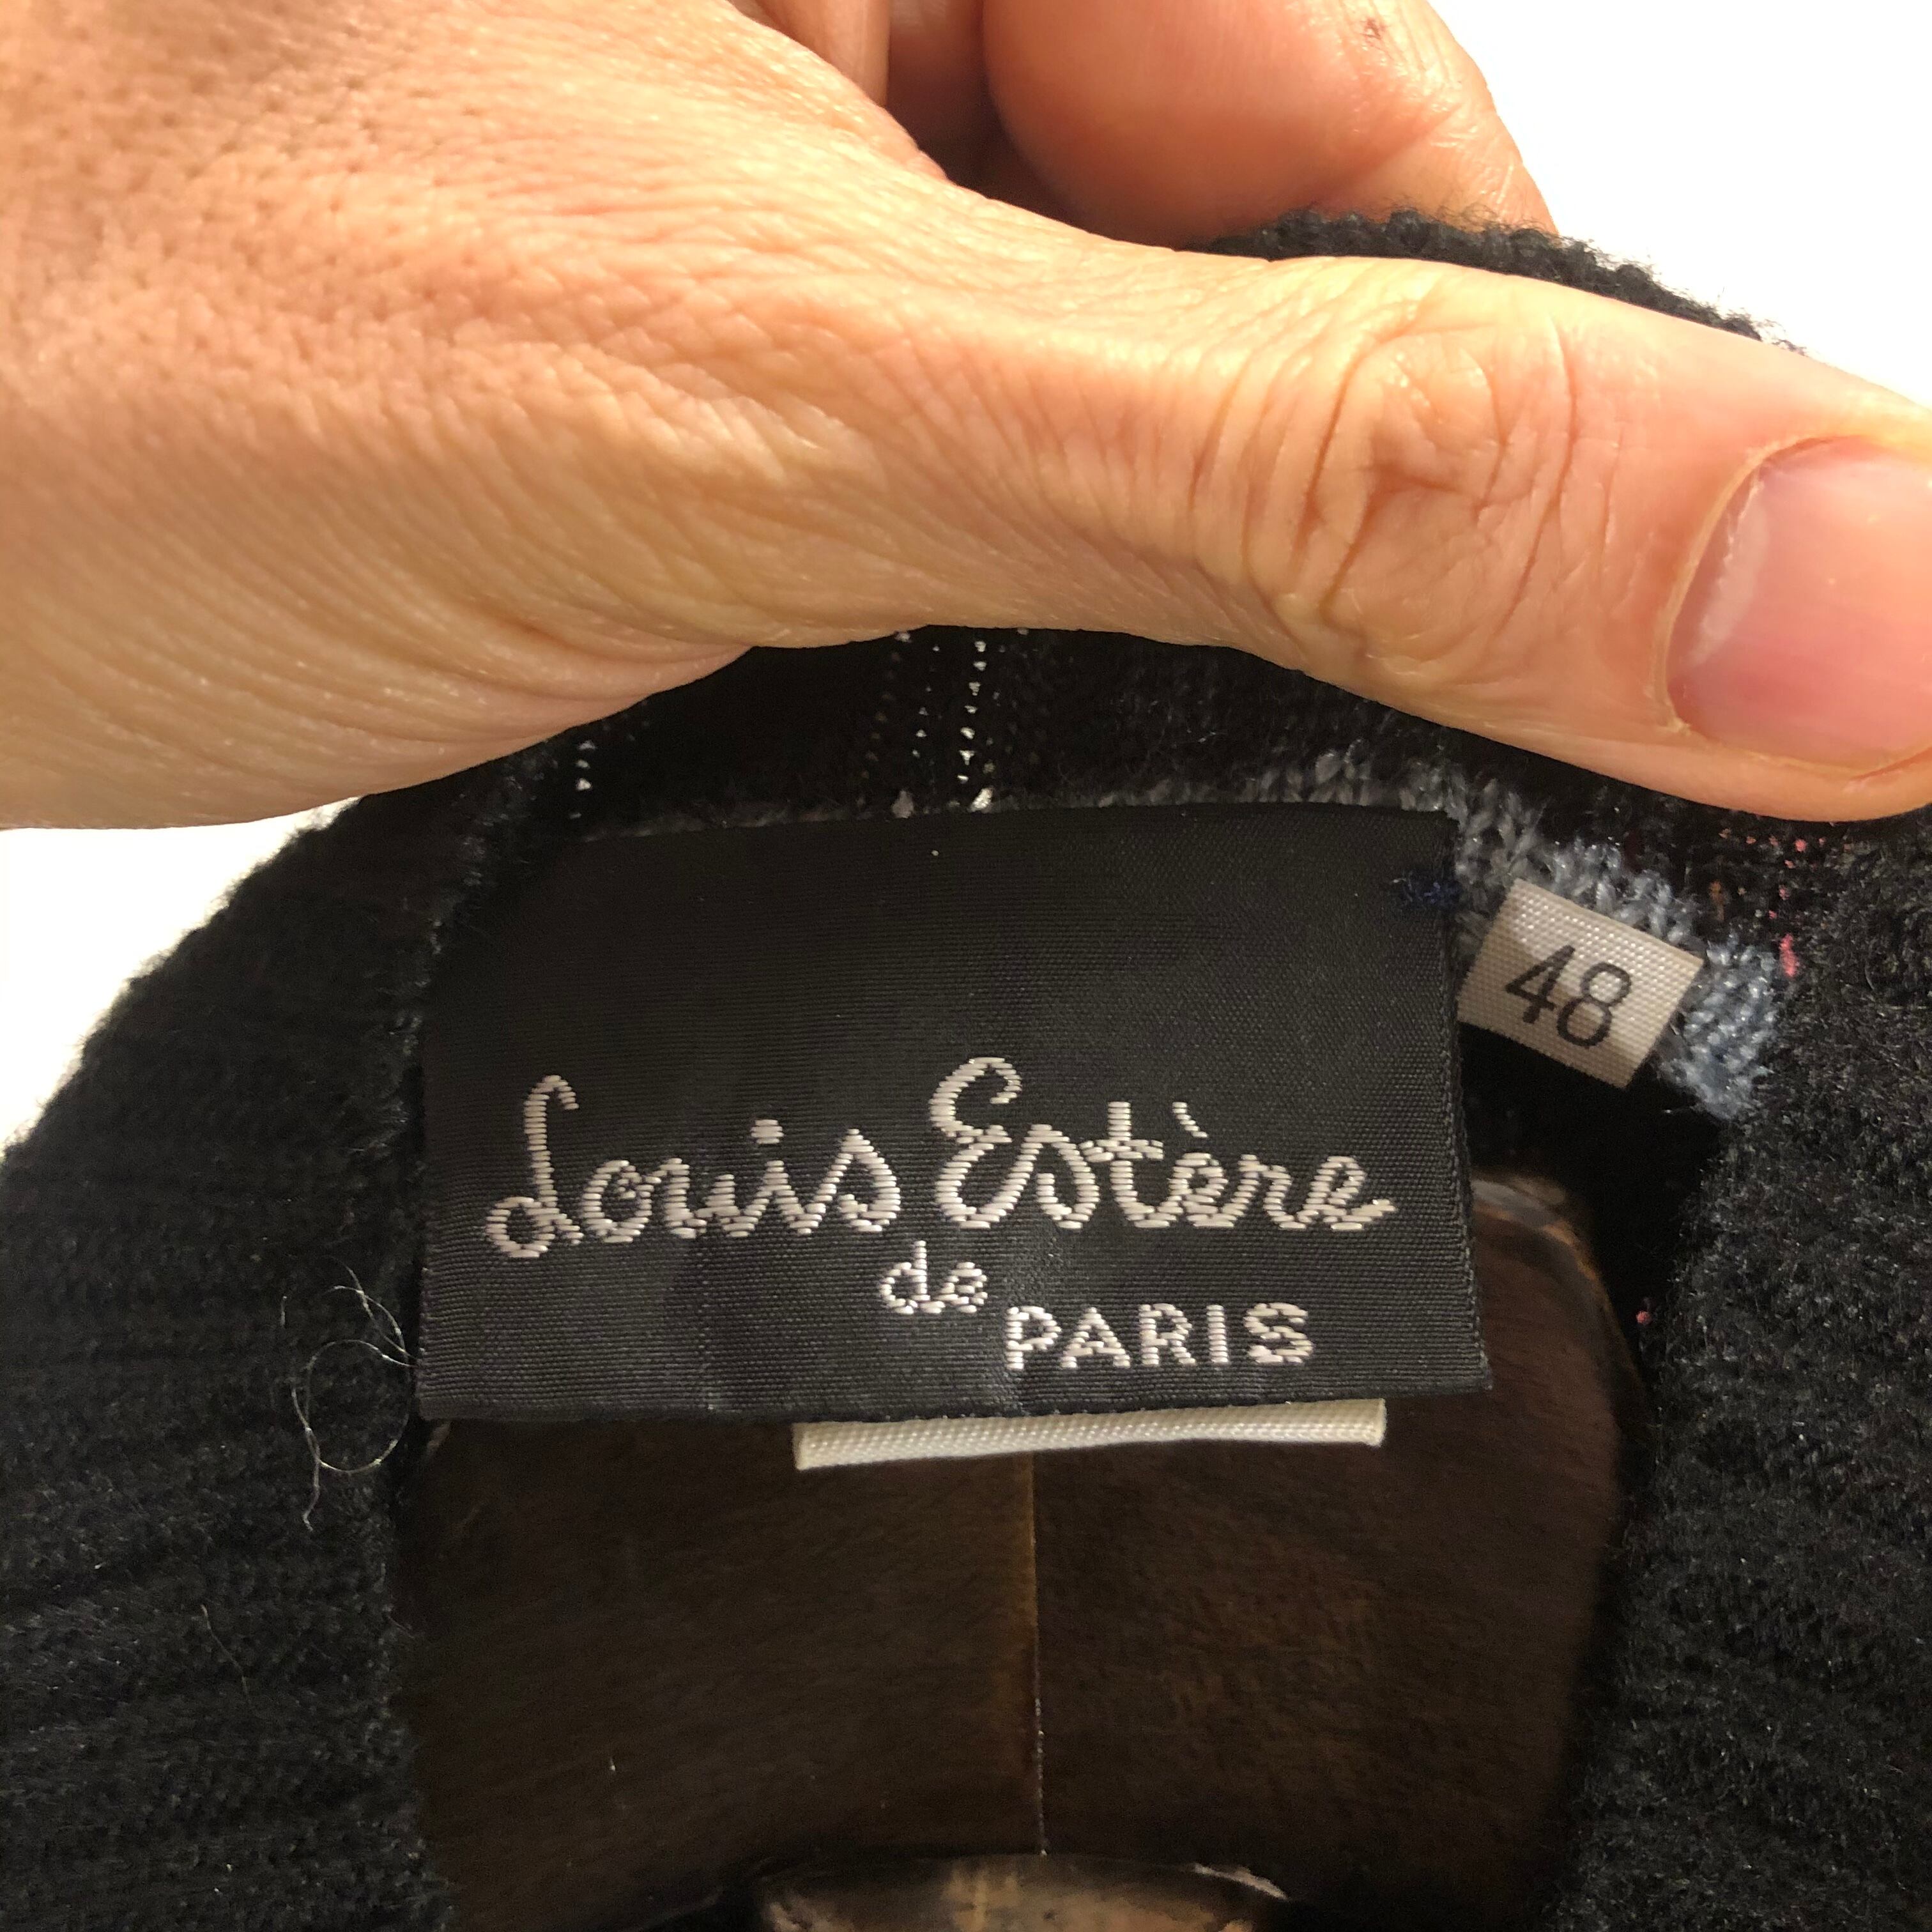 48
Louis Estère
de
PARIS